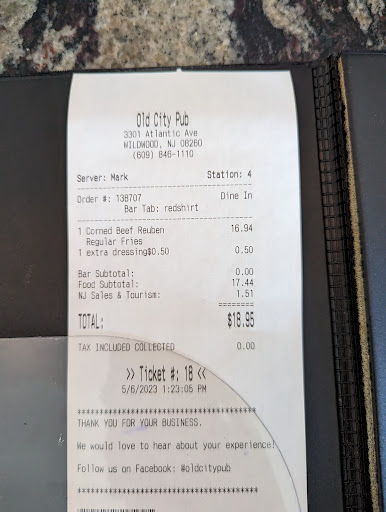 Old City Pub
3301 Atlantic Ave
WILDWOOD, NJ 08260
(609) 846-1110
Server: Mark Station: 4
Order #: 138707 Dine In
Bar Tab: redshirt
1 Corned Beef Reuben 16.94
Regular Fries
1 extra dressing$0.50 0.50
Bar Subtotal: 0.00
Food Subtotal: 17.44
NJ Sales & Tourism: 1.51
========
TOTAL: $18.95
TAX INCLUDED COLLECTED 0.00
>> Ticket #: 18 <<
5/6/2023 1:23:05 PM
****************************************
THANK YOU FOR YOUR BUSINESS.
We would love to hear about your experience!
Follow us on Facebook: #oldcitypub
****************************************